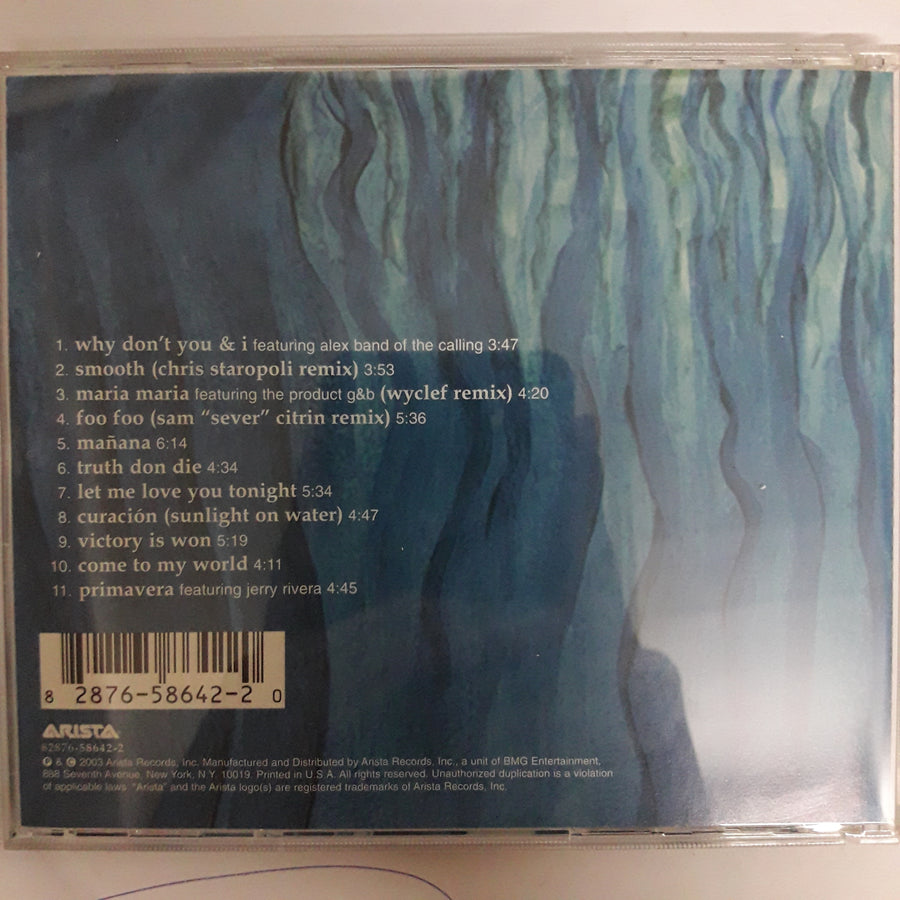 1. why don't you & i featuring alex band of the calling 3:47
2. smooth (chris staropoli remix) 3:53
3. maria maria featuring the product g&b (wyclef remix) 4:20
4. foo foo (sam "sever" citrin remix) 5:36
5. mañana 6:14
6. truth don die 4:34
7. let me love you tonight 5:34
8. curación (sunlight on water) 4:47
9. victory is won 5:19
10. come to my world 4:11
11. primavera featuring jerry rivera 4:45
8 2876-58642-2 0
ARISTA
82876-58642-2
℗ & © 2003 Arista Records, Inc. Manufactured and Distributed by Arista Records, Inc., a unit of BMG Entertainment,
888 Seventh Avenue, New York, N.Y. 10019. Printed in U.S.A. All rights reserved. Unauthorized duplication is a violation
of applicable laws. "Arista" and the Arista logo(s) are registered trademarks of Arista Records, Inc.